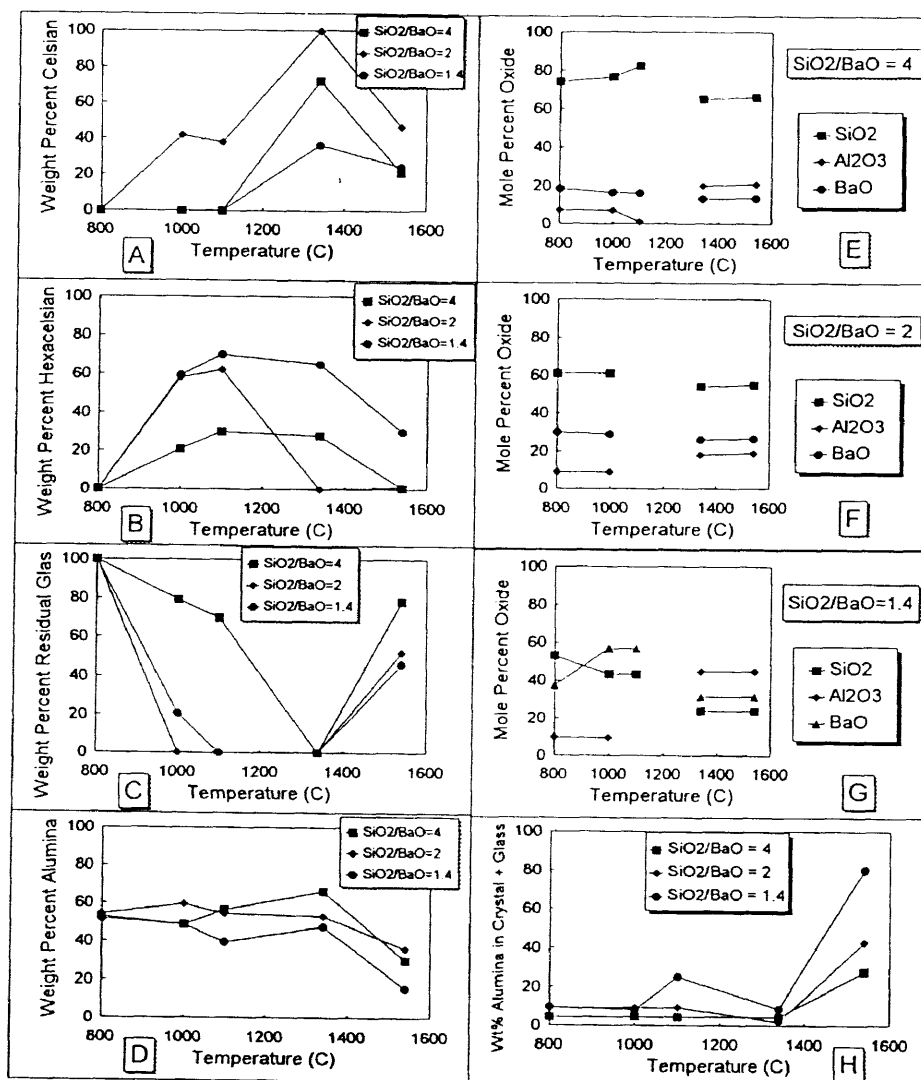 Weight Percent Celsian
100
80
60
40
20
0
800 1000 1200 1400 1600
Temperature (C)
SiO2/BaO=4
SiO2/BaO=2
SiO2/BaO=1.4
A
Mole Percent Oxide
100
80
60
40
20
0
800 1000 1200 1400 1600
Temperature (C)
SiO2/BaO = 4
SiO2
Al2O3
BaO
E
Weight Percent Hexacelsian
100
80
60
40
20
0
800 1000 1200 1400 1600
Temperature (C)
SiO2/BaO=4
SiO2/BaO=2
SiO2/BaO=1.4
B
Mole Percent Oxide
100
80
60
40
20
0
800 1000 1200 1400 1600
Temperature (C)
SiO2/BaO = 2
SiO2
Al2O3
BaO
F
Weight Percent Residual Glas
100
80
60
40
20
0
800 1000 1200 1400 1600
Temperature (C)
SiO2/BaO=4
SiO2/BaO=2
SiO2/BaO=1.4
C
Mole Percent Oxide
100
80
60
40
20
0
800 1000 1200 1400 1600
Temperature (C)
SiO2/BaO=1.4
SiO2
Al2O3
BaO
G
Weight Percent Alumina
100
80
60
40
20
0
800 1000 1200 1400 1600
Temperature (C)
SiO2/BaO=4
SiO2/BaO=2
SiO2/BaO=1.4
D
Wt% Alumina in Crystal + Glass
100
80
60
40
20
0
800 1000 1200 1400 1600
Temperature (C)
SiO2/BaO = 4
SiO2/BaO = 2
SiO2/BaO = 1.4
H